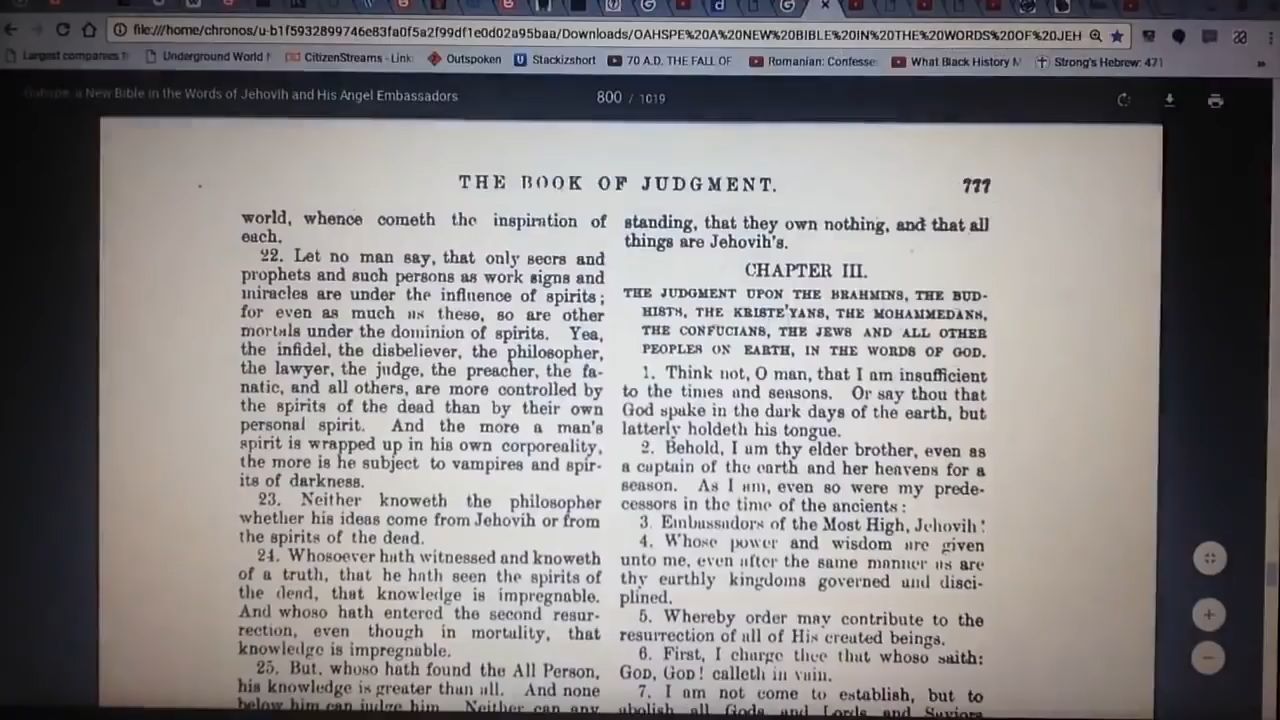 file:///home/chronos/u-b1f5932899746e83fa0f5a2f99df1e0d02a95baa/Downloads/OAHSPE%20A%20NEW%20BIBLE%20IN%20THE%20WORDS%20OF%20JEH
Largest companies
Underground World
CitizenStreams - Link
Outspoken
Stackizshort
70 A.D. THE FALL OF
Romanian: Confesse
What Black History M
Strong's Hebrew: 471
»
a New Bible in the Words of Jehovih and His Angel Embassadors
800 / 1019
THE BOOK OF JUDGMENT. 777
world, whence cometh the inspiration of
each.
22. Let no man say, that only seers and
prophets and such persons as work signs and
miracles are under the influence of spirits;
for even as much as these, so are other
mortals under the dominion of spirits. Yea,
the infidel, the disbeliever, the philosopher,
the lawyer, the judge, the preacher, the fa-
natic, and all others, are more controlled by
the spirits of the dead than by their own
personal spirit. And the more a man's
spirit is wrapped up in his own corporeality,
the more is he subject to vampires and spir-
its of darkness.
23. Neither knoweth the philosopher
whether his ideas come from Jehovih or from
the spirits of the dead.
24. Whosoever hath witnessed and knoweth
of a truth, that he hath seen the spirits of
the dead, that knowledge is impregnable.
And whoso hath entered the second resur-
rection, even though in mortality, that
knowledge is impregnable.
25. But, whoso hath found the All Person,
his knowledge is greater than all. And none
below him can judge him. Neither can any
standing, that they own nothing, and that all
things are Jehovih's.
CHAPTER III.
THE JUDGMENT UPON THE BRAHMINS, THE BUD-
HISTS, THE KRISTE'YANS, THE MOHAMMEDANS,
THE CONFUCIANS, THE JEWS AND ALL OTHER
PEOPLES ON EARTH, IN THE WORDS OF GOD.
1. Think not, O man, that I am insufficient
to the times and seasons. Or say thou that
God spake in the dark days of the earth, but
latterly holdeth his tongue.
2. Behold, I am thy elder brother, even as
a captain of the earth and her heavens for a
season. As I am, even so were my prede-
cessors in the time of the ancients:
3. Embassadors of the Most High, Jehovih!
4. Whose power and wisdom are given
unto me, even after the same manner as are
thy earthly kingdoms governed and disci-
plined.
5. Whereby order may contribute to the
resurrection of all of His created beings.
6. First, I charge thee that whoso saith:
GOD, GOD! calleth in vain.
7. I am not come to establish, but to
abolish all Gods and Lords and Saviors